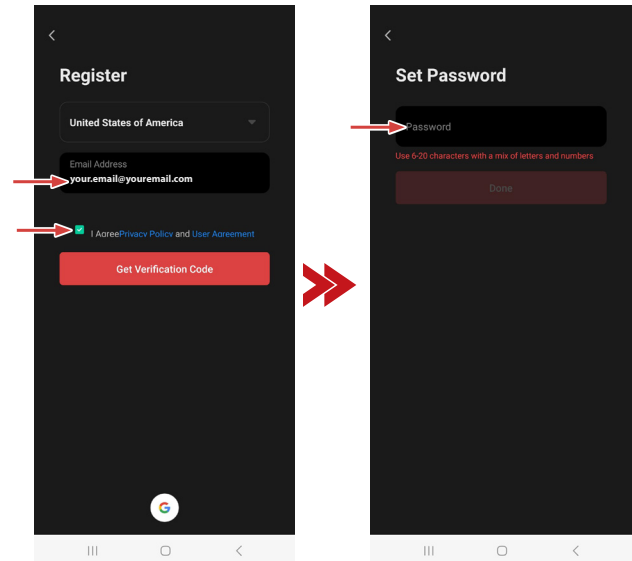 Register
United States of America
Email Address
your.email@youremail.com
I AgreePrivacy Policy and User Agreement
Get Verification Code
G
Set Password
Password
Use 6-20 characters with a mix of letters and numbers
Done